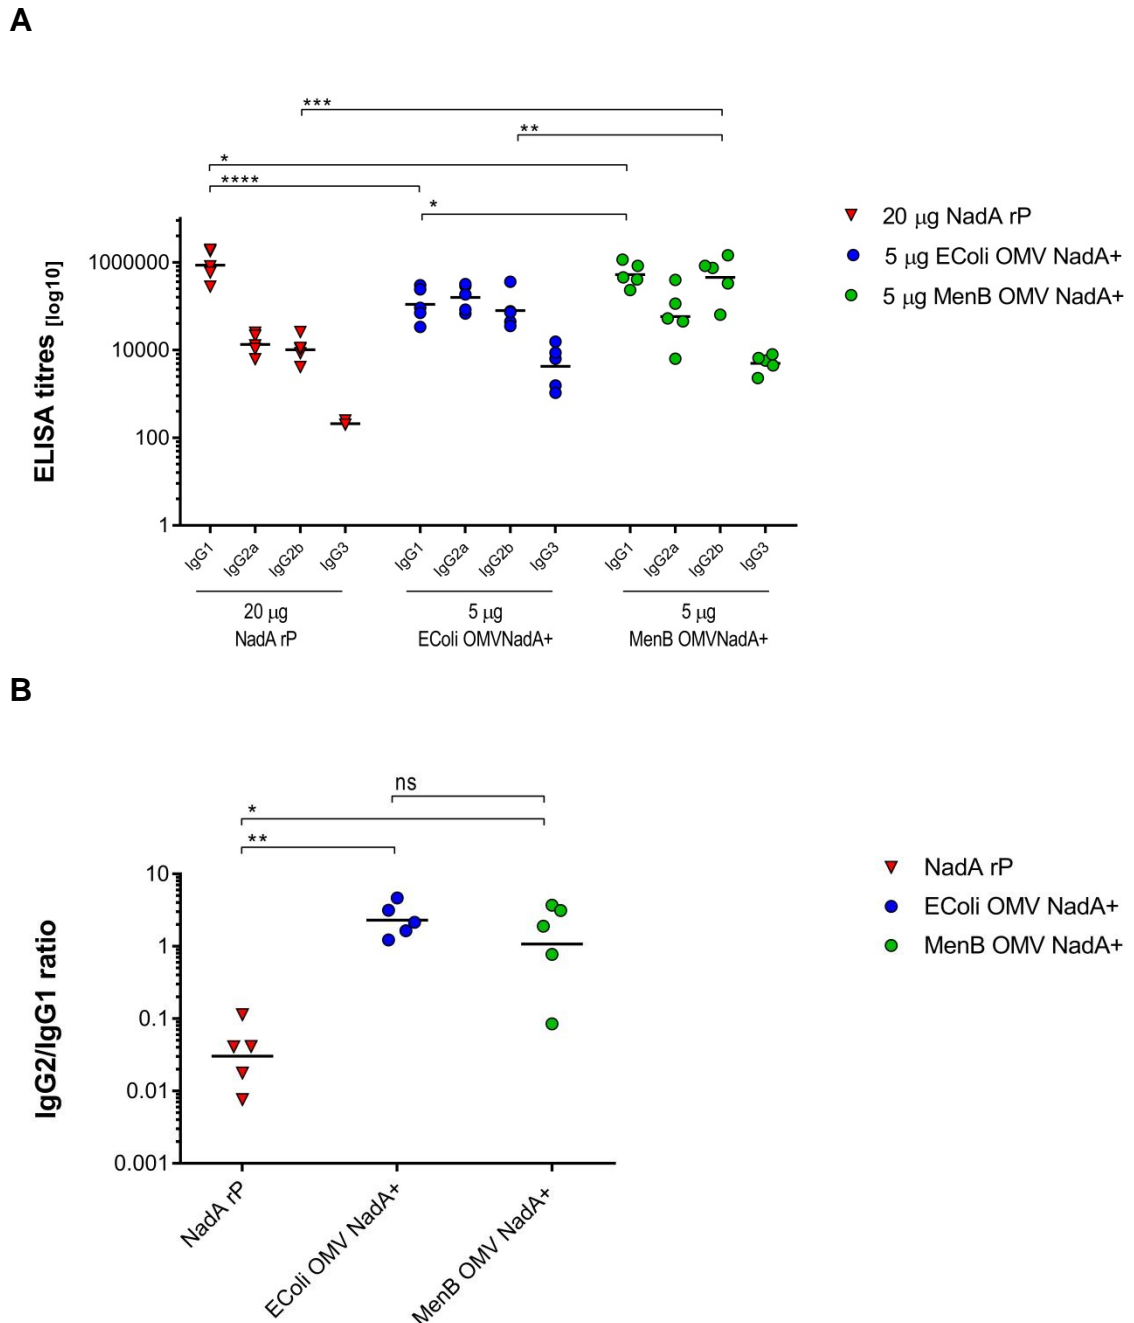 A
***
**
*
****
*
20 µg NadA rP
5 µg EColi OMV NadA+
5 µg MenB OMV NadA+
ELISA titres [log10]
1000000
10000
100
1
IgG1
IgG2a
IgG2b
IgG3
IgG1
IgG2a
IgG2b
IgG3
IgG1
IgG2a
IgG2b
IgG3
20 µg
NadA rP
5 µg
EColi OMVNadA+
5 µg
MenB OMVNadA+
B
ns
*
**
NadA rP
EColi OMV NadA+
MenB OMV NadA+
IgG2/IgG1 ratio
10
1
0.1
0.01
0.001
NadA rP
EColi OMV NadA+
MenB OMV NadA+